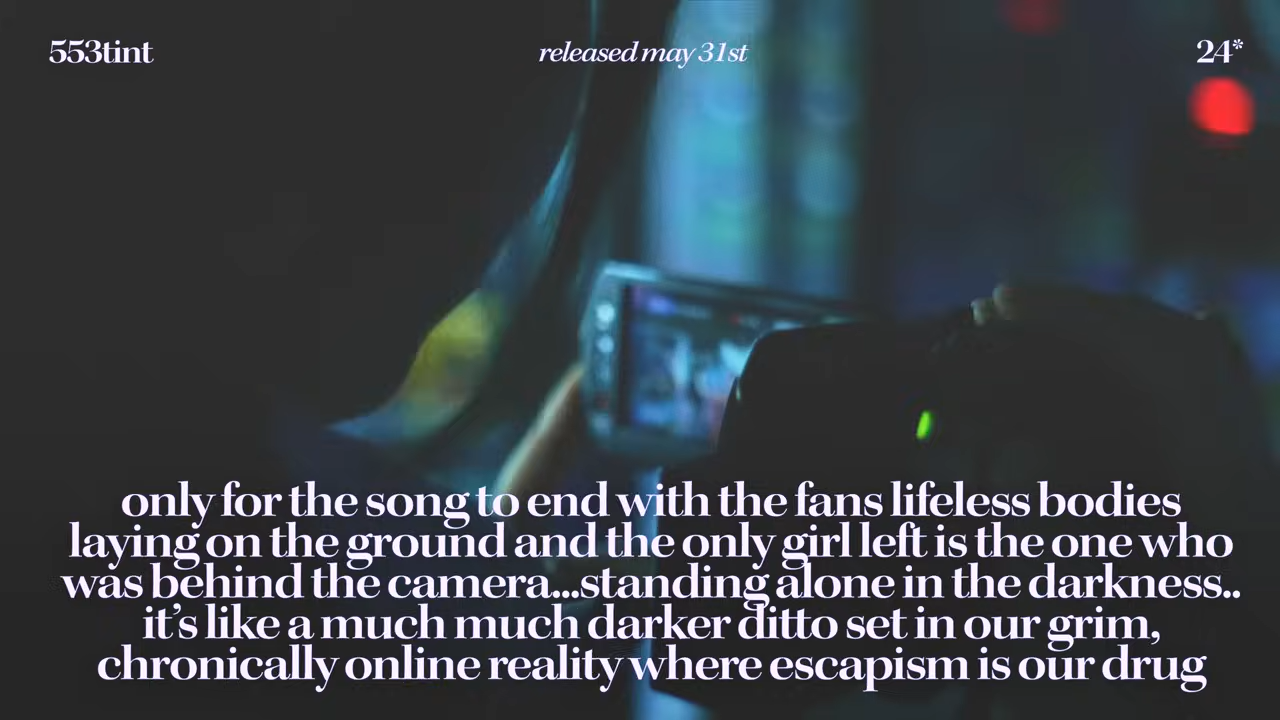 553tint
released may 31st
24*
only for the song to end with the fans lifeless bodies
laying on the ground and the only girl left is the one who
was behind the camera...standing alone in the darkness..
it's like a much much darker ditto set in our grim,
chronically online reality where escapism is our drug